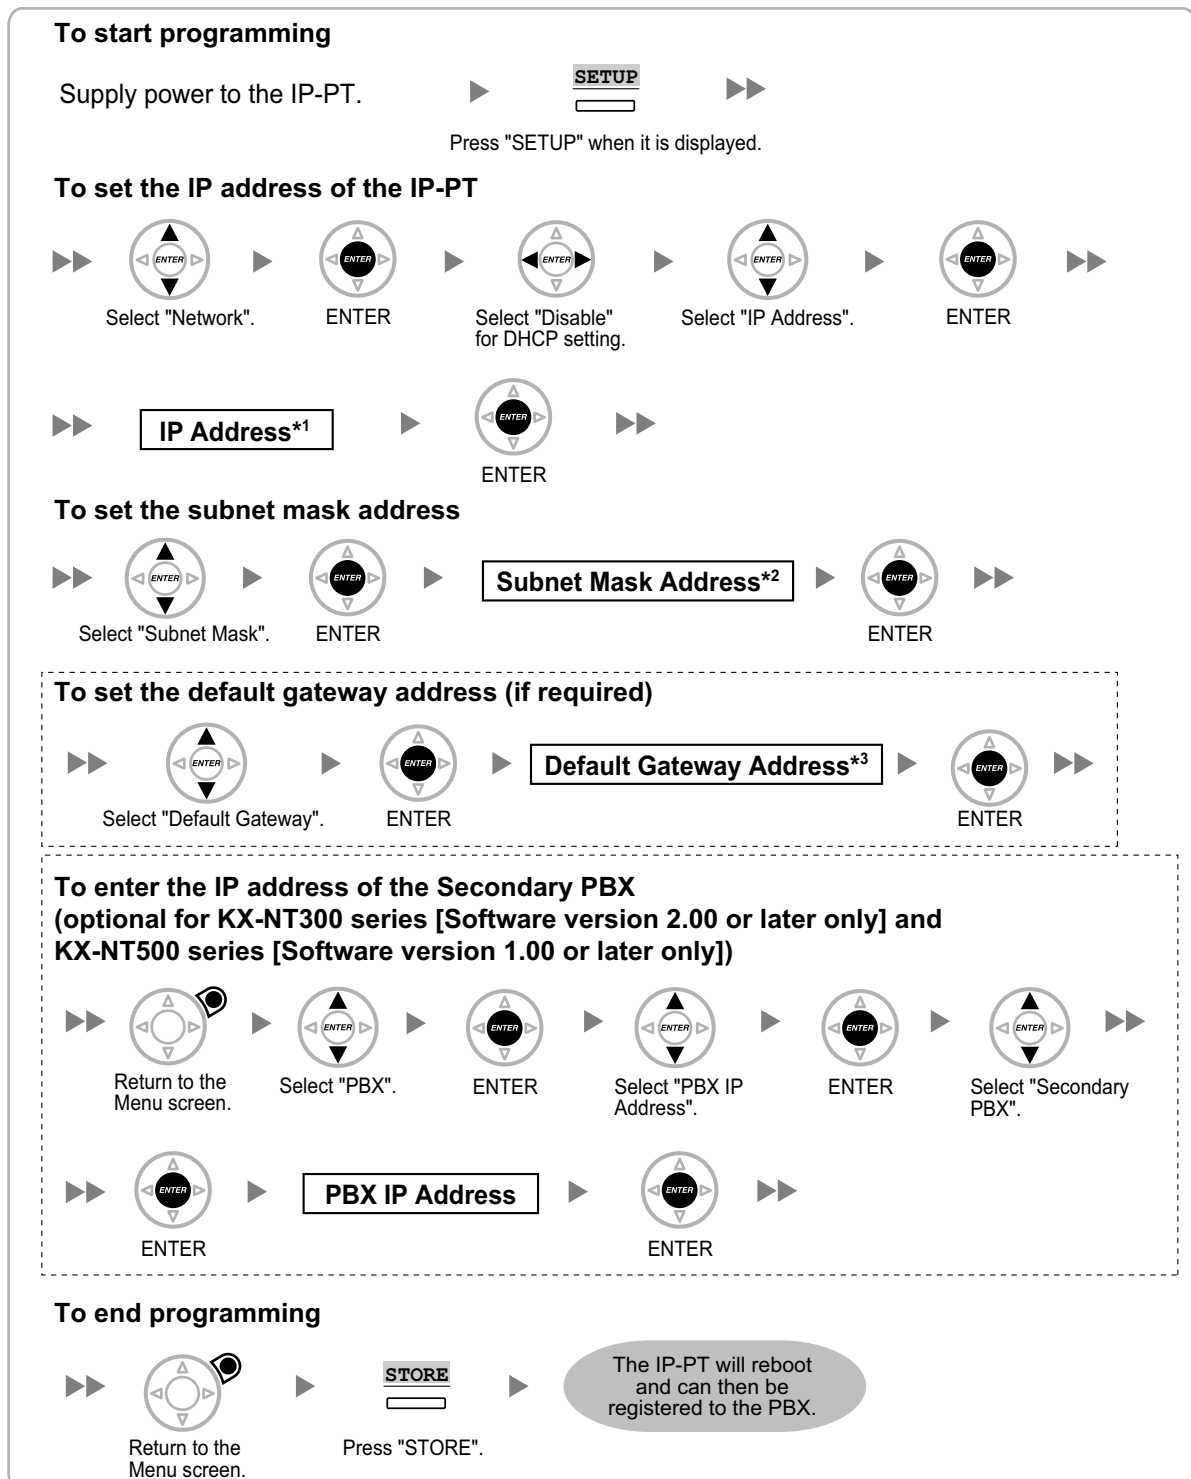 To start programming
Supply power to the IP-PT.
SETUP
Press "SETUP" when it is displayed.
To set the IP address of the IP-PT
ENTER ENTER ENTER ENTER ENTER
Select "Network". ENTER Select "Disable" Select "IP Address". ENTER
for DHCP setting.
IP Address*1 ENTER
ENTER
To set the subnet mask address
ENTER ENTER Subnet Mask Address*2 ENTER
Select "Subnet Mask". ENTER ENTER
To set the default gateway address (if required)
ENTER ENTER Default Gateway Address*3 ENTER
Select "Default Gateway". ENTER ENTER
To enter the IP address of the Secondary PBX
(optional for KX-NT300 series [Software version 2.00 or later only] and
KX-NT500 series [Software version 1.00 or later only])
ENTER ENTER ENTER ENTER ENTER
Return to the Select "PBX". ENTER Select "PBX IP ENTER Select "Secondary
Menu screen. Address". PBX".
ENTER PBX IP Address ENTER
ENTER ENTER
To end programming
STORE
The IP-PT will reboot
and can then be
registered to the PBX.
Return to the Press "STORE".
Menu screen.